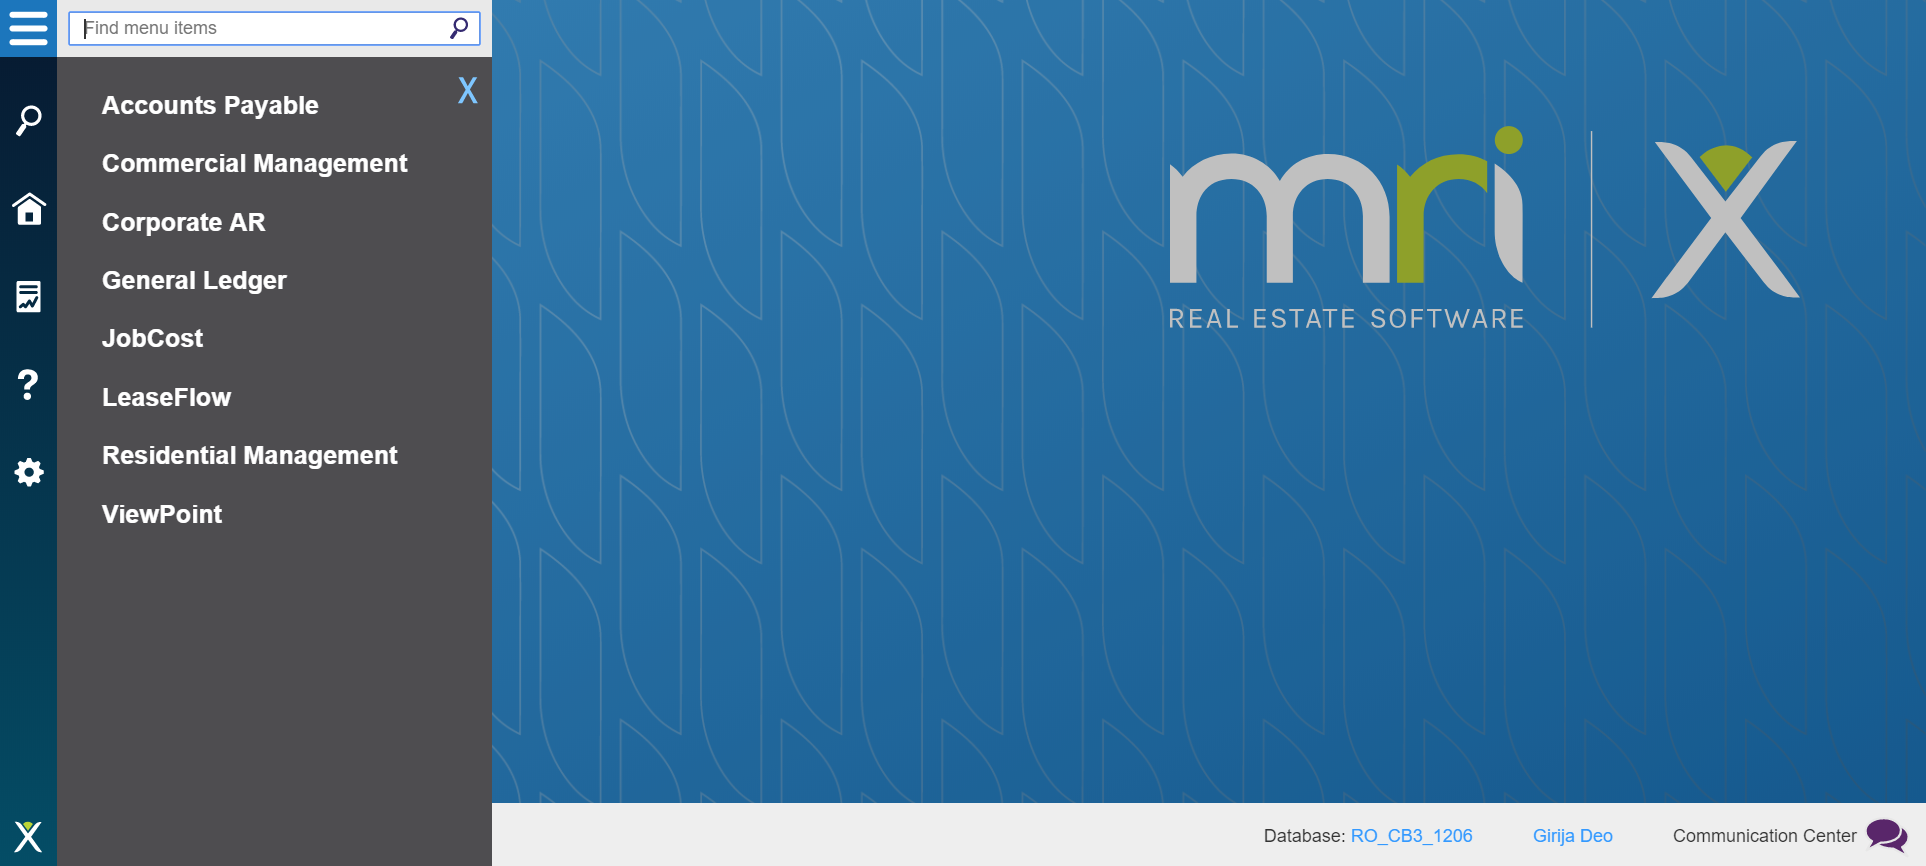 Find menu items
X
Accounts Payable
Commercial Management
Corporate AR
General Ledger
JobCost
LeaseFlow
Residential Management
ViewPoint
mri
X
REAL ESTATE SOFTWARE
X
Database: RO_CB3_1206
Girija Deo
Communication Center